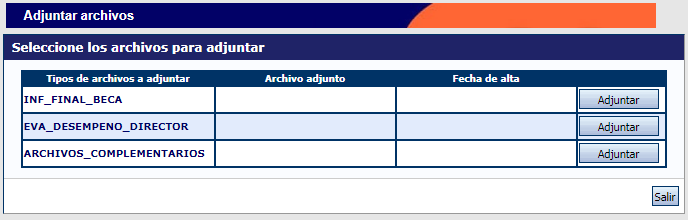 Adjuntar archivos
Seleccione los archivos para adjuntar
Tipos de archivos a adjuntar Archivo adjunto Fecha de alta
INF_FINAL_BECA Adjuntar
EVA_DESEMPENO_DIRECTOR Adjuntar
ARCHIVOS_COMPLEMENTARIOS Adjuntar
Salir